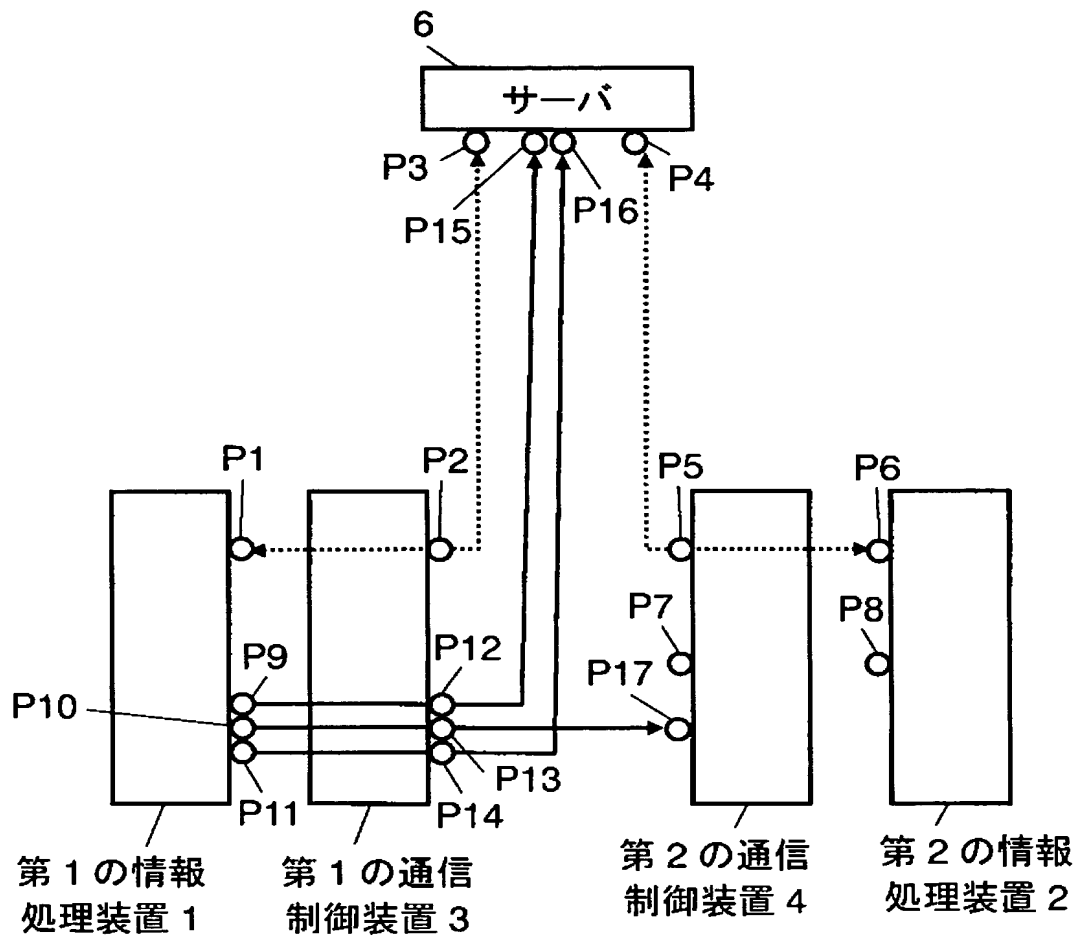 6
サーバ
P3
P4
P15
P16
P1
P2
P5
P6
P7
P8
P9
P12
P17
P10
P13
P11
P14
第1の情報
処理装置1
第1の通信
制御装置3
第2の通信
制御装置4
第2の情報
処理装置2